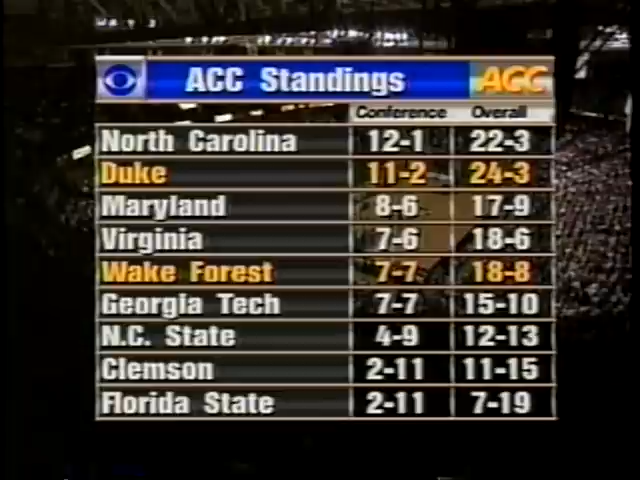 ACC Standings ACC
Conference Overall
North Carolina 12-1 22-3
Duke 11-2 24-3
Maryland 8-6 17-9
Virginia 7-6 18-6
Wake Forest 7-7 18-8
Georgia Tech 7-7 15-10
N.C. State 4-9 12-13
Clemson 2-11 11-15
Florida State 2-11 7-19